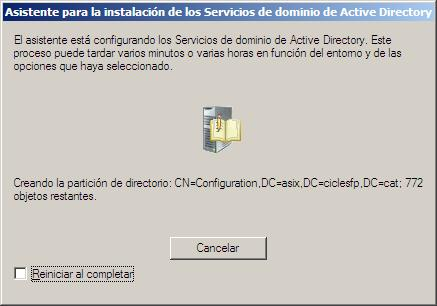 Asistente para la instalación de los Servicios de dominio de Active Directory
El asistente está configurando los Servicios de dominio de Active Directory. Este
proceso puede tardar varios minutos o varias horas en función del entorno y de las
opciones que haya seleccionado.
Creando la partición de directorio: CN=Configuration,DC=asix,DC=ciclesfp,DC=cat; 772
objetos restantes.
Cancelar
Reiniciar al completar